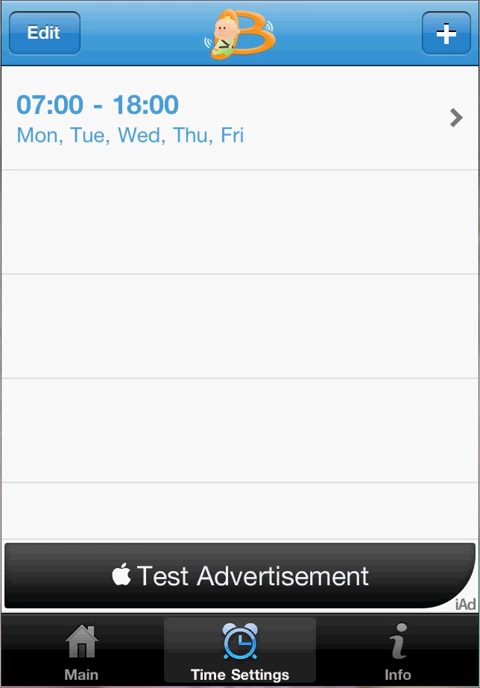 Edit
B
+
07:00 - 18:00
Mon, Tue, Wed, Thu, Fri
Test Advertisement
iAd
Main
Time Settings
Info